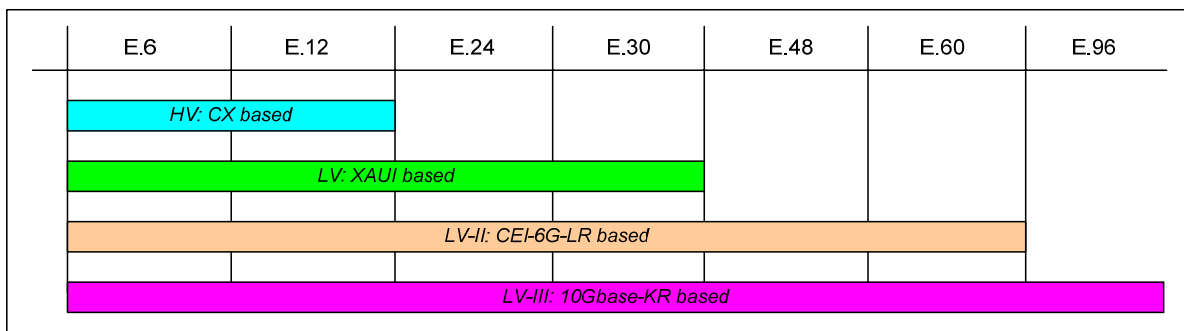 E.6 E.12 E.24 E.30 E.48 E.60 E.96
HV: CX based
LV: XAUI based
LV-II: CEI-6G-LR based
LV-III: 10Gbase-KR based